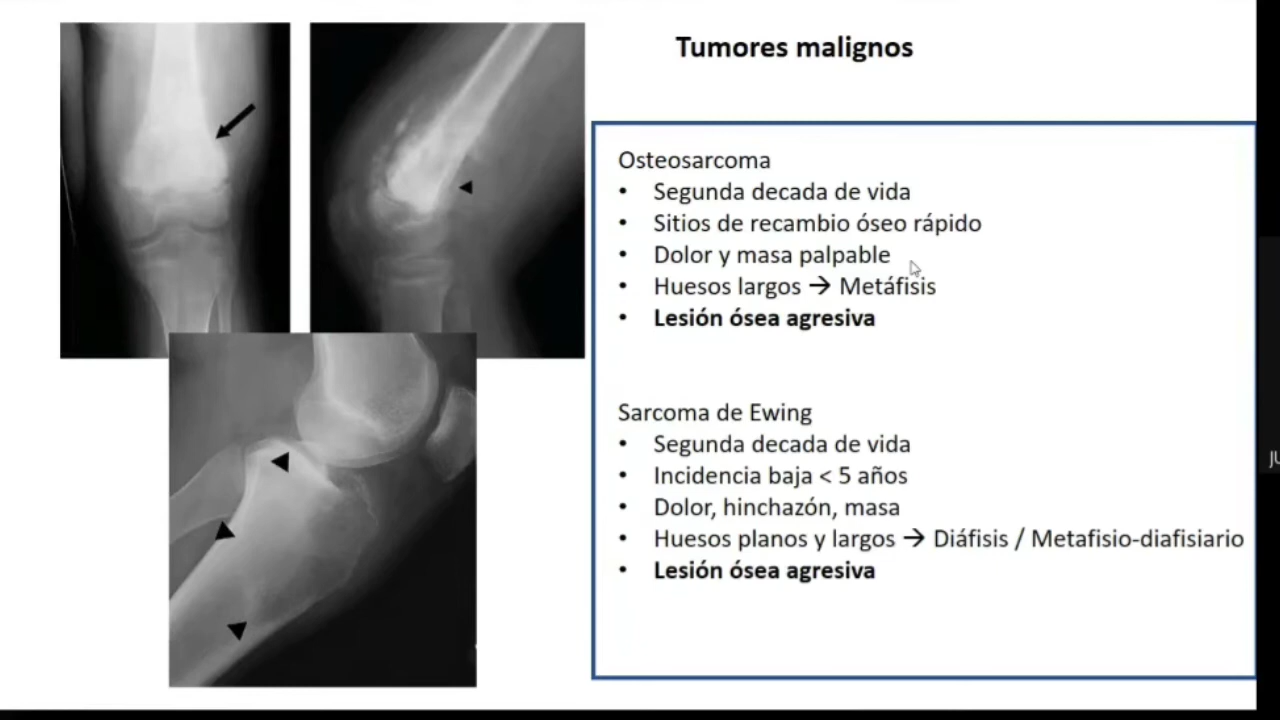 Tumores malignos
Osteosarcoma
• Segunda decada de vida
• Sitios de recambio óseo rápido
• Dolor y masa palpable
• Huesos largos → Metáfisis
• Lesión ósea agresiva
Sarcoma de Ewing
• Segunda decada de vida
• Incidencia baja < 5 años
• Dolor, hinchazón, masa
• Huesos planos y largos → Diáfisis / Metafisio-diafisiario
• Lesión ósea agresiva
JU